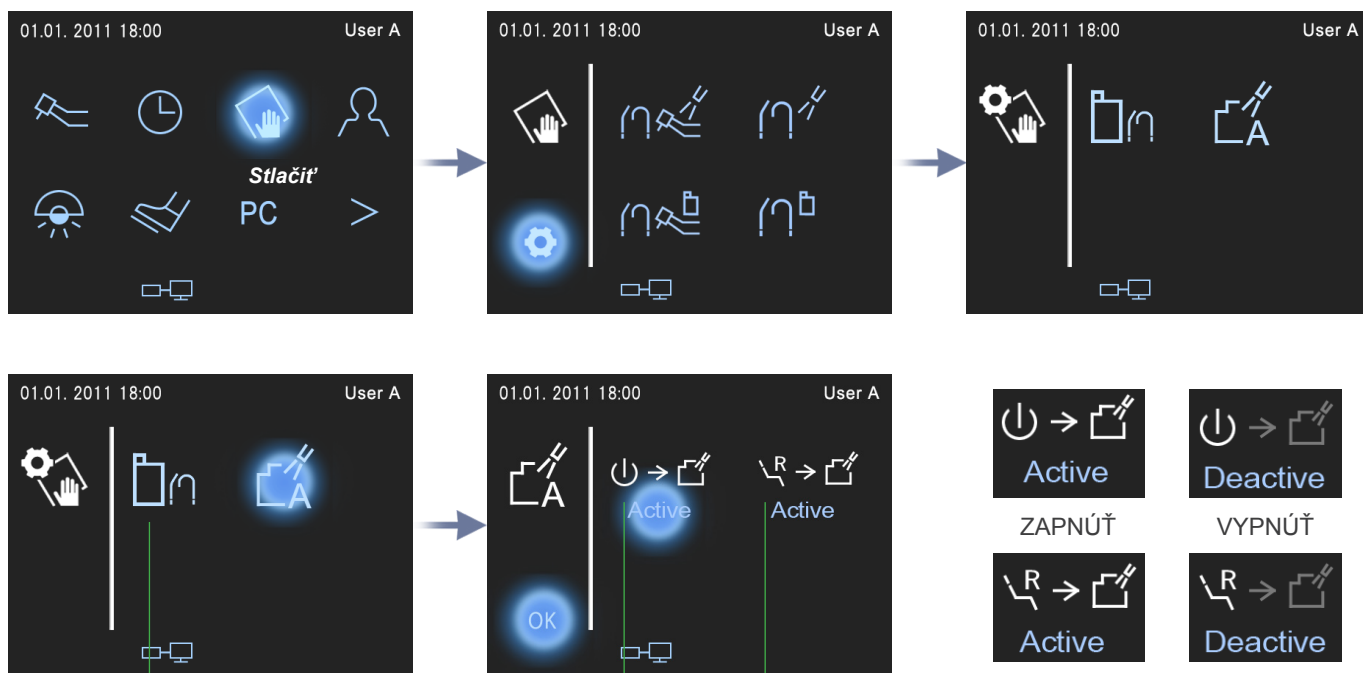 01.01. 2011 18:00 User A
Stlačiť
PC >
01.01. 2011 18:00 User A
01.01. 2011 18:00 User A
A
01.01. 2011 18:00 User A
A
01.01. 2011 18:00 User A
A
R
Active
Active
OK
Active
Deactive
ZAPNÚŤ
VYPNÚŤ
R
R
Active
Deactive